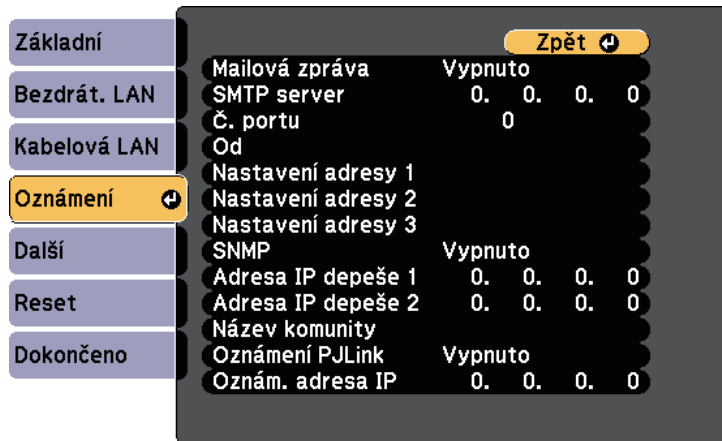 Základní
Bezdrát. LAN
Kabelová LAN
Oznámení
Další
Reset
Dokončeno
Zpět
Mailová zpráva Vypnuto
SMTP server 0. 0. 0. 0
Č. portu 0
Od
Nastavení adresy 1
Nastavení adresy 2
Nastavení adresy 3
SNMP Vypnuto
Adresa IP depeše 1 0. 0. 0. 0
Adresa IP depeše 2 0. 0. 0. 0
Název komunity
Oznámení PJLink Vypnuto
Oznám. adresa IP 0. 0. 0. 0